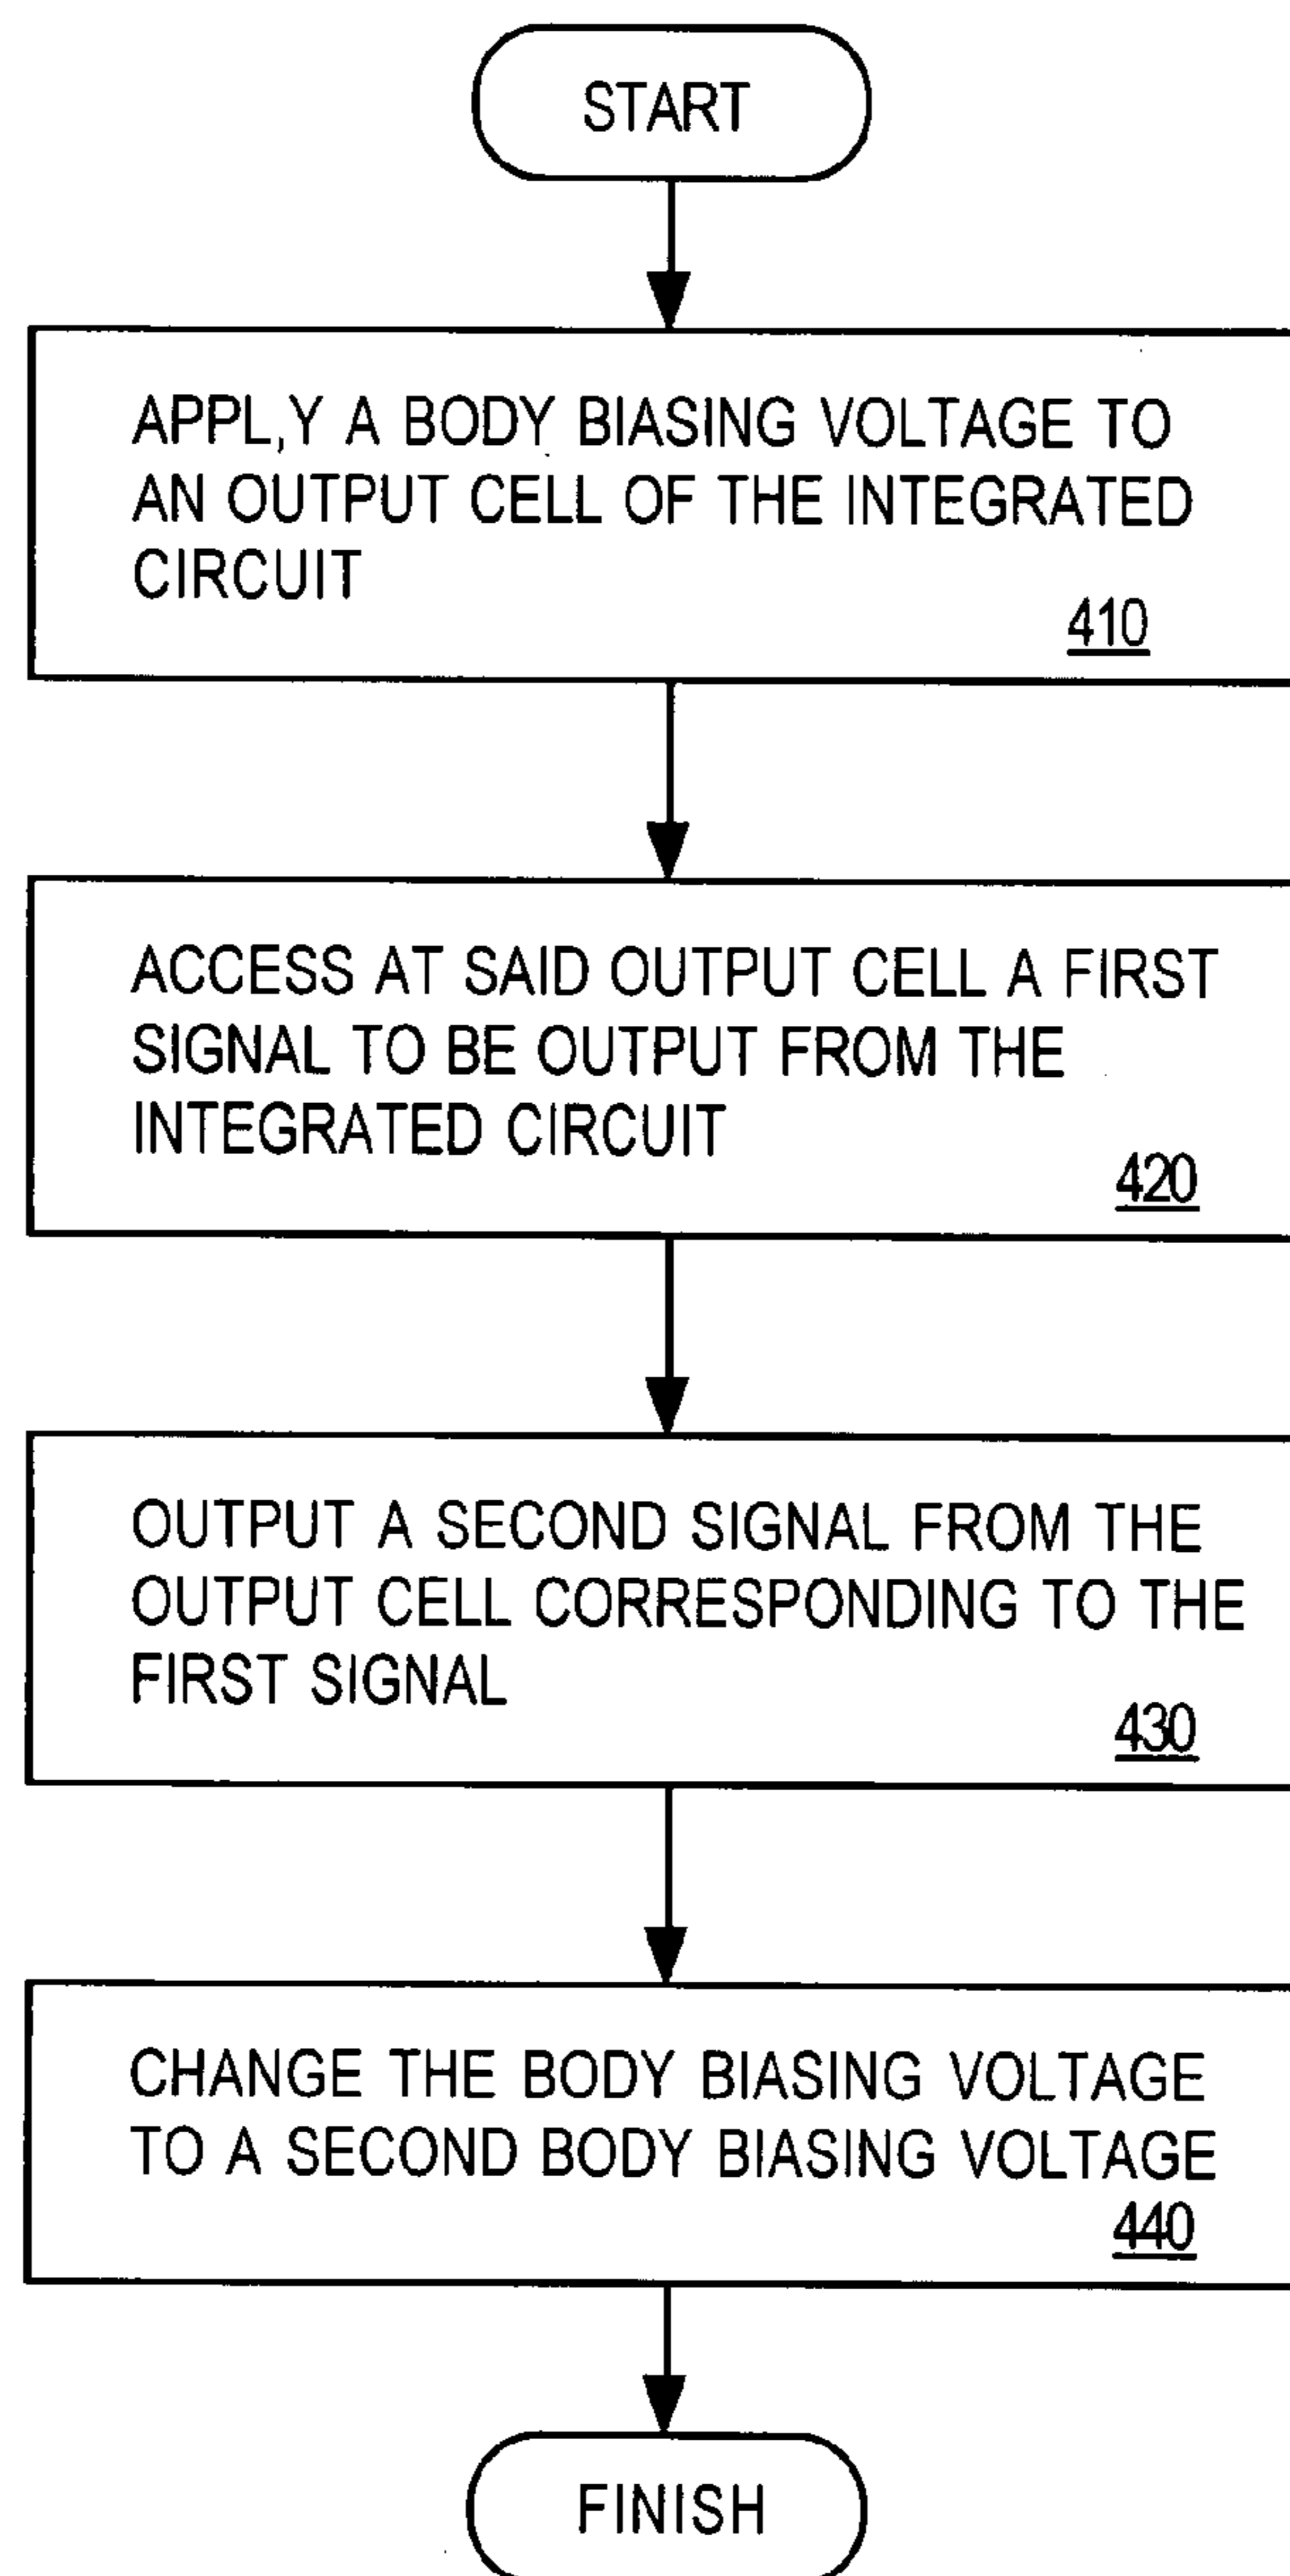 START
APPL,Y A BODY BIASING VOLTAGE TO
AN OUTPUT CELL OF THE INTEGRATED
CIRCUIT
410
ACCESS AT SAID OUTPUT CELL A FIRST
SIGNAL TO BE OUTPUT FROM THE
INTEGRATED CIRCUIT
420
OUTPUT A SECOND SIGNAL FROM THE
OUTPUT CELL CORRESPONDING TO THE
FIRST SIGNAL
430
CHANGE THE BODY BIASING VOLTAGE
TO A SECOND BODY BIASING VOLTAGE
440
FINISH